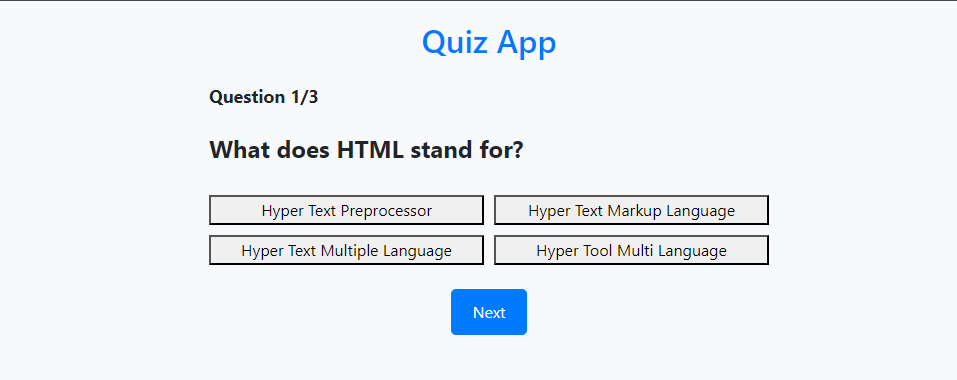 Quiz App
Question 1/3
What does HTML stand for?
Hyper Text Preprocessor
Hyper Text Markup Language
Hyper Text Multiple Language
Hyper Tool Multi Language
Next